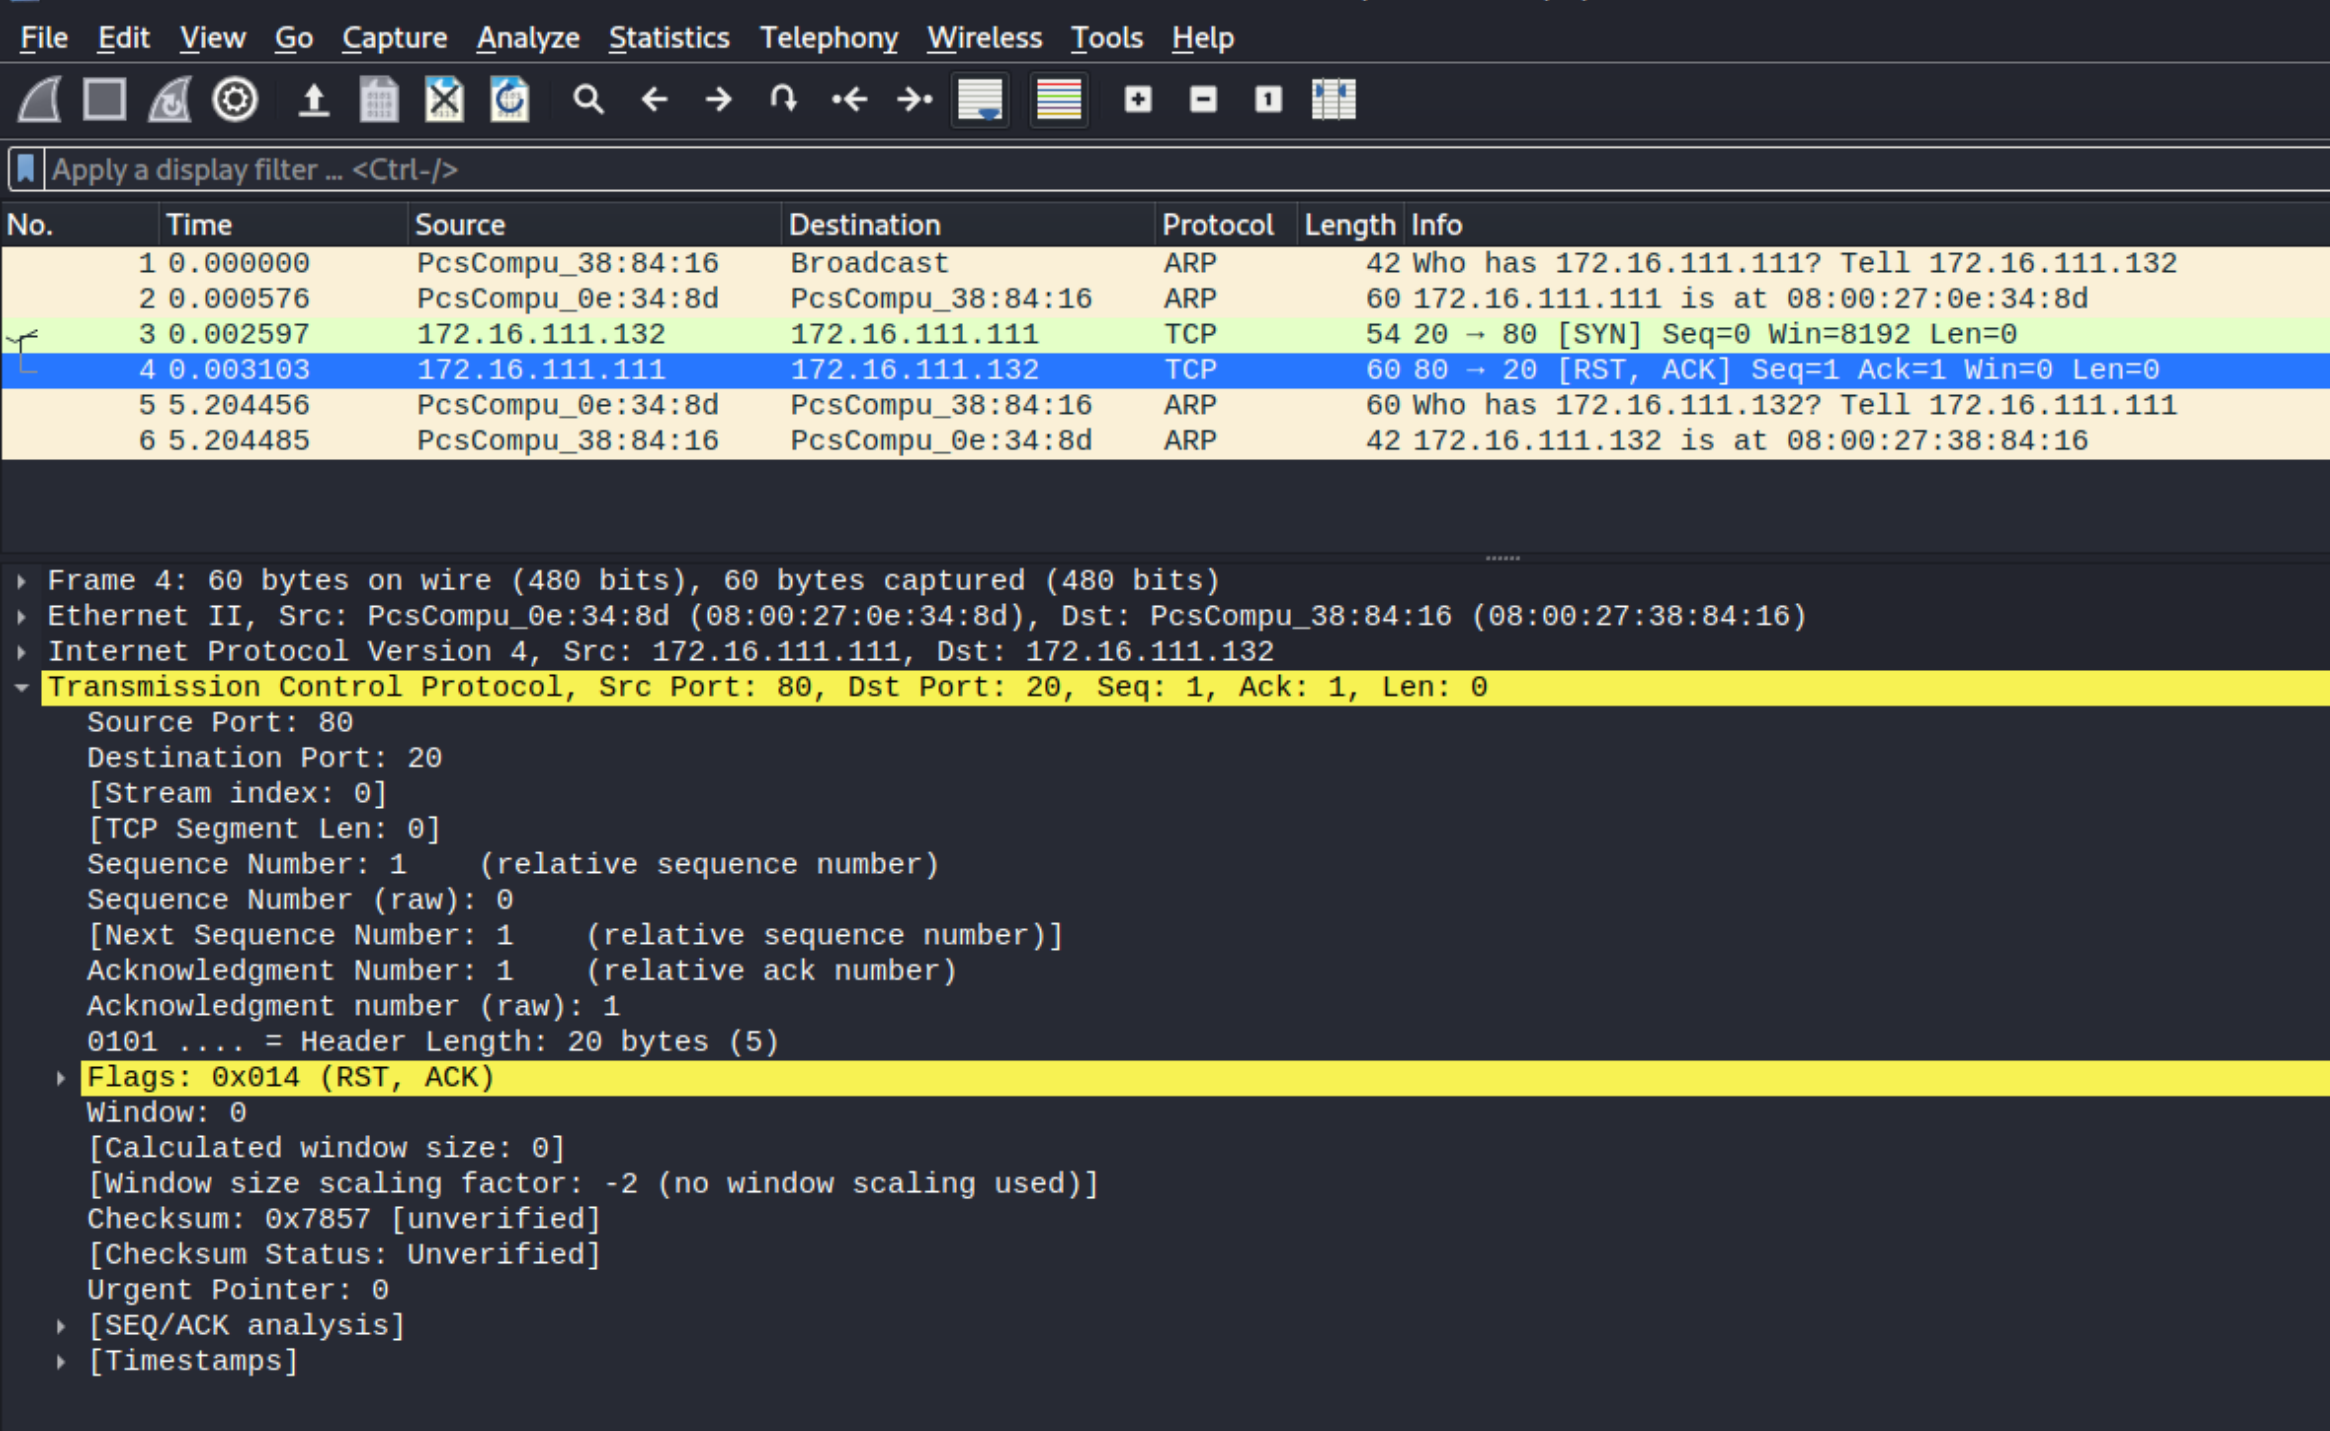 File Edit View Go Capture Analyze Statistics Telephony Wireless Tools Help
Apply a display filter ... <Ctrl-/>
No. Time Source Destination Protocol Length Info
1 0.000000 PcsCompu_38:84:16 Broadcast ARP 42 Who has 172.16.111.111? Tell 172.16.111.132
2 0.000576 PcsCompu_0e:34:8d PcsCompu_38:84:16 ARP 60 172.16.111.111 is at 08:00:27:0e:34:8d
3 0.002597 172.16.111.132 172.16.111.111 TCP 54 20 → 80 [SYN] Seq=0 Win=8192 Len=0
4 0.003103 172.16.111.111 172.16.111.132 TCP 60 80 → 20 [RST, ACK] Seq=1 Ack=1 Win=0 Len=0
5 5.204456 PcsCompu_0e:34:8d PcsCompu_38:84:16 ARP 60 Who has 172.16.111.132? Tell 172.16.111.111
6 5.204485 PcsCompu_38:84:16 PcsCompu_0e:34:8d ARP 42 172.16.111.132 is at 08:00:27:38:84:16
Frame 4: 60 bytes on wire (480 bits), 60 bytes captured (480 bits)
Ethernet II, Src: PcsCompu_0e:34:8d (08:00:27:0e:34:8d), Dst: PcsCompu_38:84:16 (08:00:27:38:84:16)
Internet Protocol Version 4, Src: 172.16.111.111, Dst: 172.16.111.132
Transmission Control Protocol, Src Port: 80, Dst Port: 20, Seq: 1, Ack: 1, Len: 0
Source Port: 80
Destination Port: 20
[Stream index: 0]
[TCP Segment Len: 0]
Sequence Number: 1 (relative sequence number)
Sequence Number (raw): 0
[Next Sequence Number: 1 (relative sequence number)]
Acknowledgment Number: 1 (relative ack number)
Acknowledgment number (raw): 1
0101 .... = Header Length: 20 bytes (5)
Flags: 0x014 (RST, ACK)
Window: 0
[Calculated window size: 0]
[Window size scaling factor: -2 (no window scaling used)]
Checksum: 0x7857 [unverified]
[Checksum Status: Unverified]
Urgent Pointer: 0
[SEQ/ACK analysis]
[Timestamps]